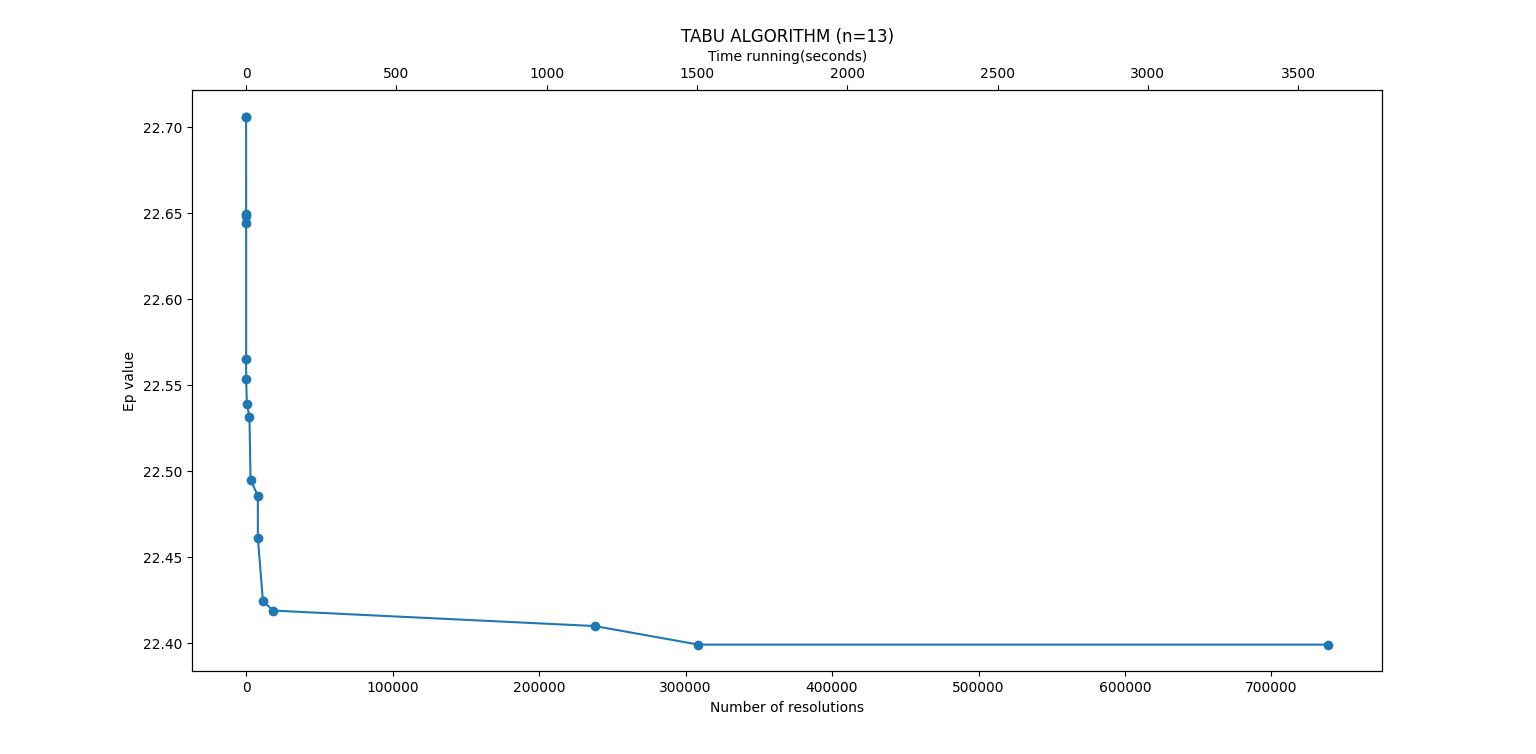 TABU ALGORITHM (n=13)
Time running(seconds)
0 500 1000 1500 2000 2500 3000 3500
22.70
22.65
22.60
22.55
22.50
22.45
22.40
Ep value
0 100000 200000 300000 400000 500000 600000 700000
Number of resolutions